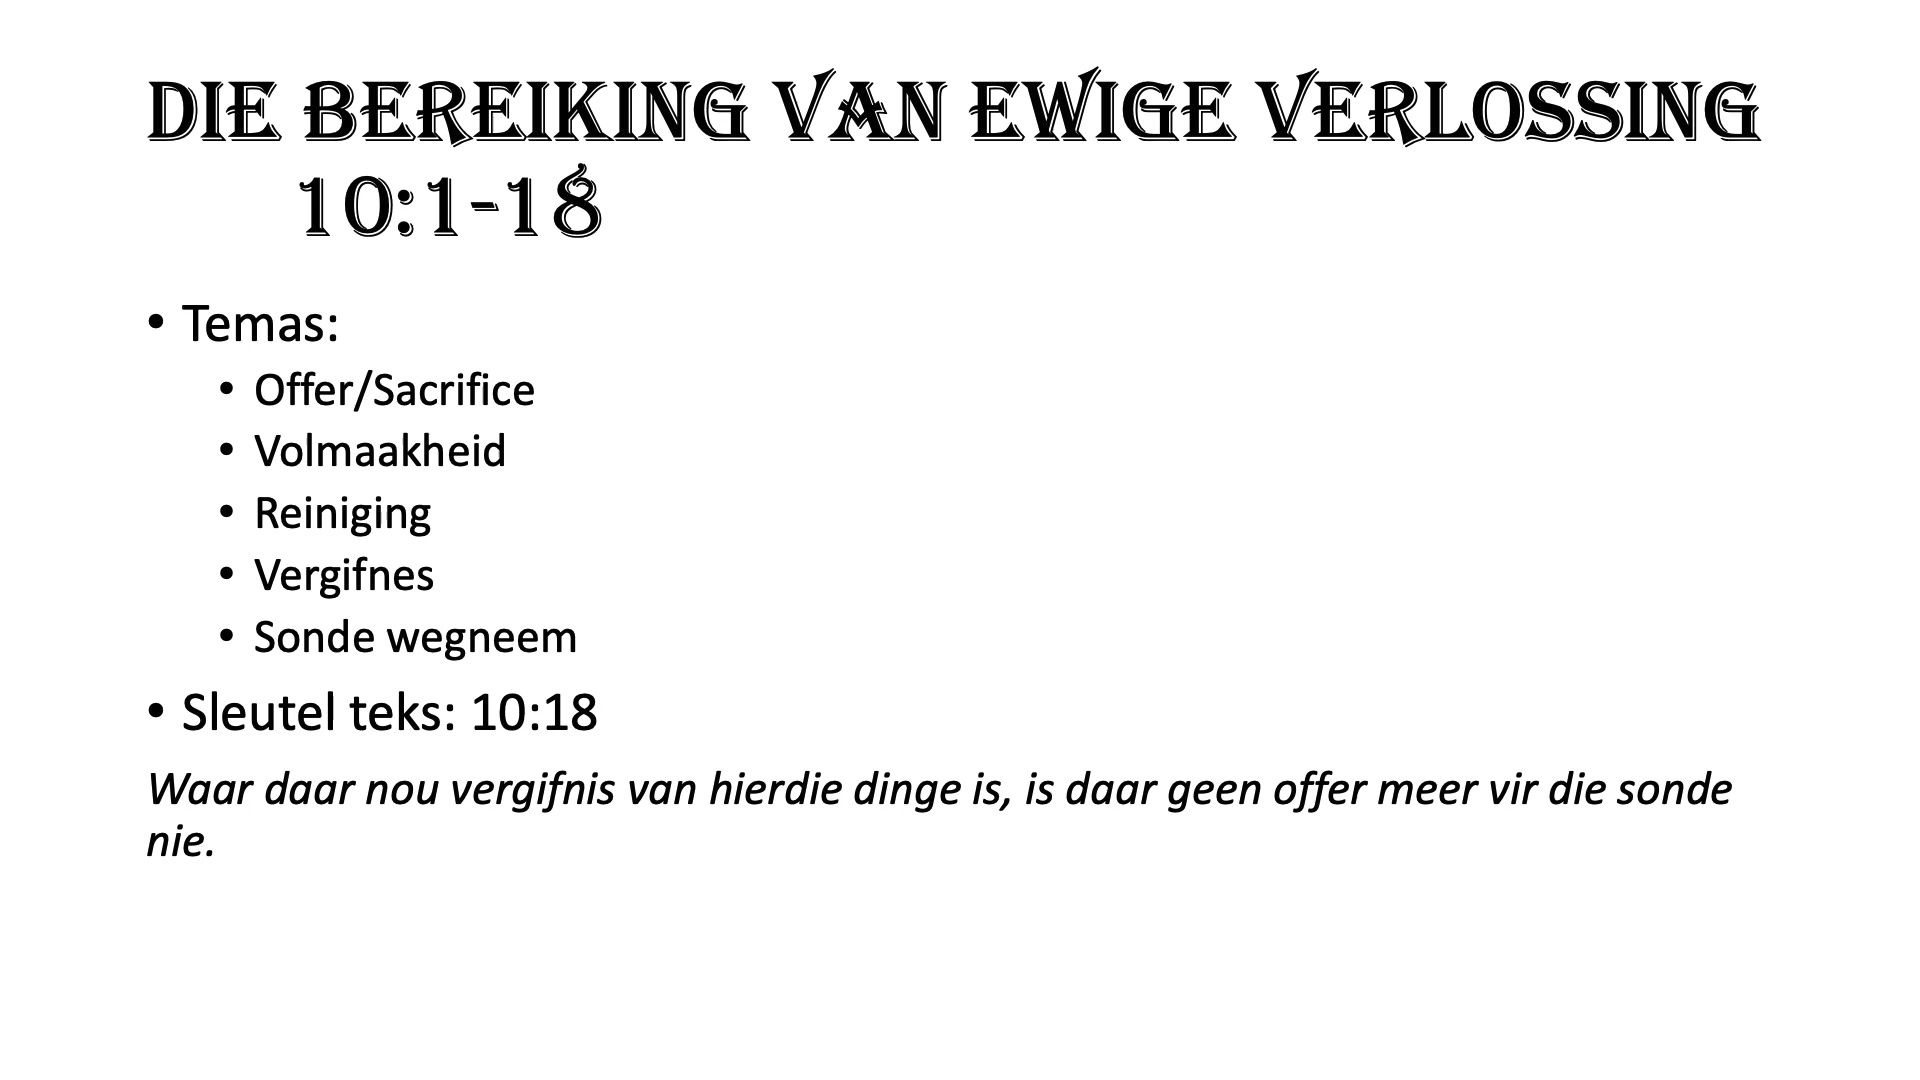 DIE BEREIKING VAN EWIGE VERLOSSING
10:1-18
• Temas:
• Offer/Sacrifice
• Volmaakheid
• Reiniging
• Vergifnes
• Sonde wegneem
• Sleutel teks: 10:18
Waar daar nou vergifnis van hierdie dinge is, is daar geen offer meer vir die sonde
nie.